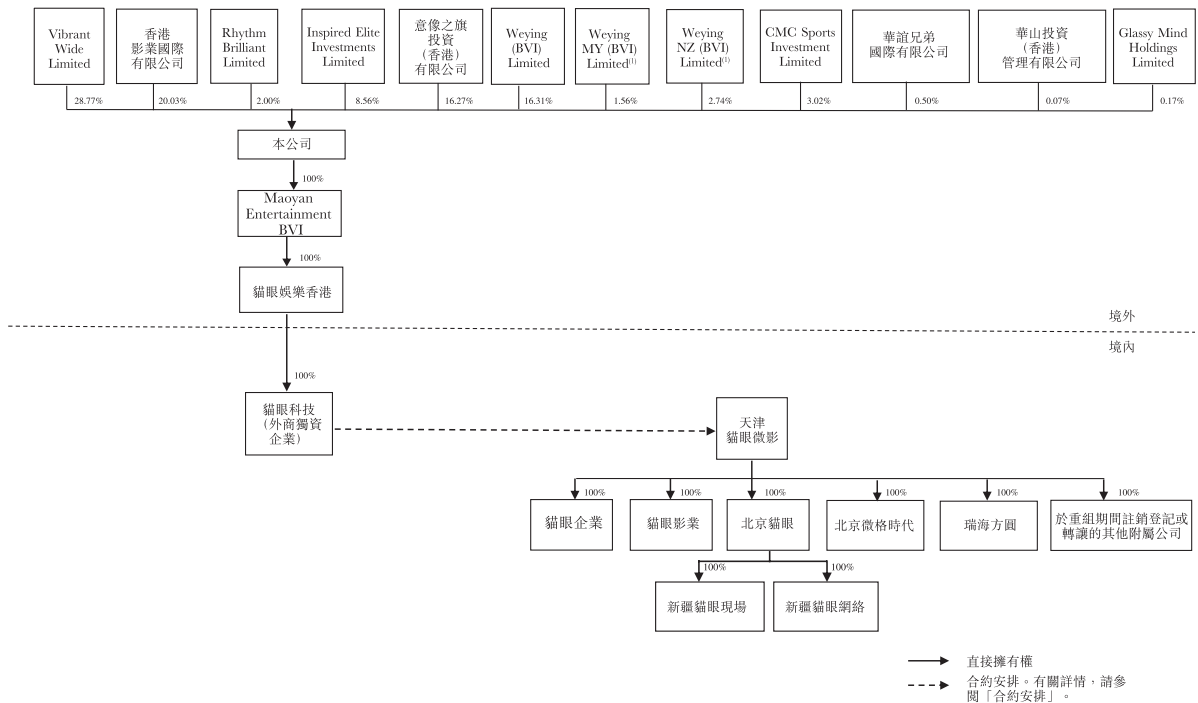 Vibrant
Wide
Limited
香港
影業國際
有限公司
Rhythm
Brilliant
Limited
Inspired Elite
Investments
Limited
意像之旗
投資
（香港）
有限公司
Weying
(BVI)
Limited
Weying
MY (BVI)
Limited(1)
Weying
NZ (BVI)
Limited(1)
CMC Sports
Investment
Limited
華誼兄弟
國際有限公司
華山投資
（香港）
管理有限公司
Glassy Mind
Holdings
Limited
28.77%
20.03%
2.00%
8.56%
16.27%
16.31%
1.56%
2.74%
3.02%
0.50%
0.07%
0.17%
本公司
100%
Maoyan
Entertainment
BVI
100%
貓眼娛樂香港
境外
境內
100%
貓眼科技
（外商獨資
企業）
天津
貓眼微影
100%
100%
100%
100%
100%
100%
貓眼企業
貓眼影業
北京貓眼
北京微格時代
瑞海方圓
於重組期間註銷登記或
轉讓的其他附屬公司
100%
100%
新疆貓眼現場
新疆貓眼網絡
直接擁有權
合約安排。有關詳情，請參
閱「合約安排」。